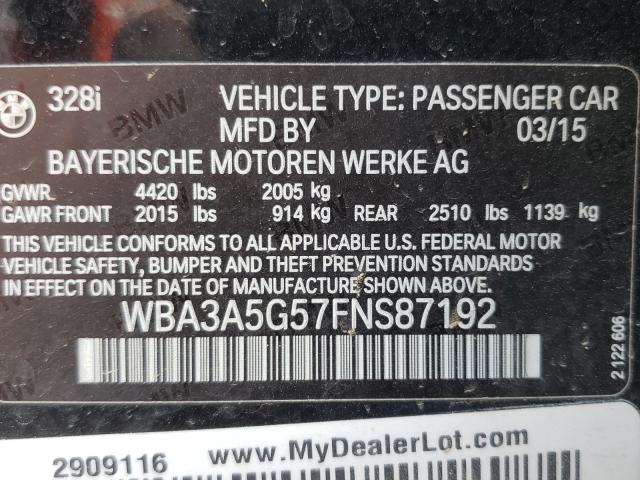 328i VEHICLE TYPE: PASSENGER CAR
MFD BY 03/15
BAYERISCHE MOTOREN WERKE AG
GVWR 4420 lbs 2005 kg
GAWR FRONT 2015 lbs 914 kg REAR 2510 lbs 1139 kg
THIS VEHICLE CONFORMS TO ALL APPLICABLE U.S. FEDERAL MOTOR
VEHICLE SAFETY, BUMPER AND THEFT PREVENTION STANDARDS
IN EFFECT ON THE DATE OF MANUFACTURE SHOWN ABOVE.
WBA3A5G57FNS87192
2 122 606
www.MyDealerLot.com
2909116